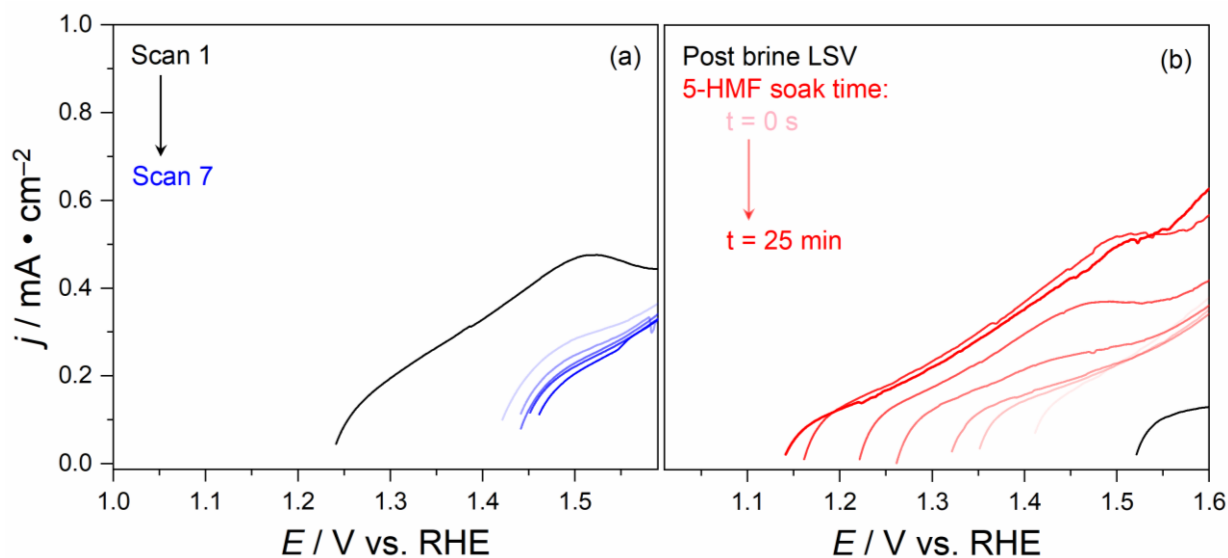 Scan 1
Scan 7
(a)
j / mA • cm⁻²
1.0
0.8
0.6
0.4
0.2
0.0
1.0 1.1 1.2 1.3 1.4 1.5
E / V vs. RHE
Post brine LSV
5-HMF soak time:
t = 0 s
t = 25 min
(b)
1.1 1.2 1.3 1.4 1.5 1.6
E / V vs. RHE